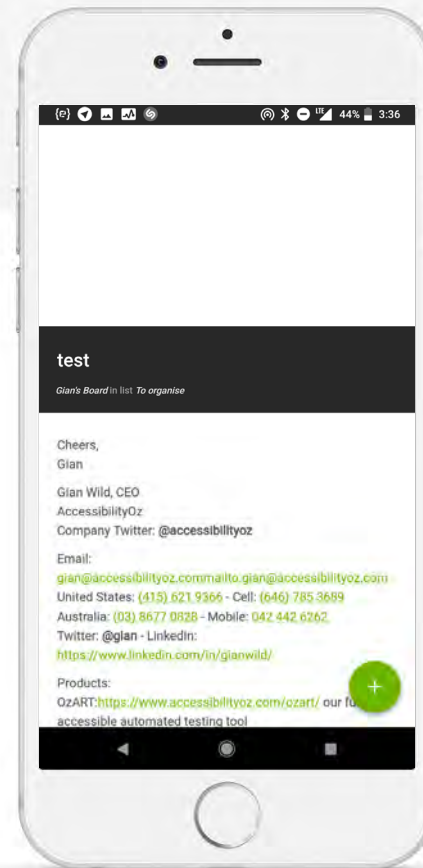 {e} LTE 44% 3:36
test
Gian's Board in list To organise
Cheers,
Gian
Gian Wild, CEO
AccessibilityOz
Company Twitter: @accessibilityoz
Email:
gian@accessibilityoz.commailto.gian@accessibilityoz.com
United States: (415) 621 9366 - Cell: (646) 785 3689
Australia: (03) 8677 0828 - Mobile: 042 442 6262
Twitter: @gian - LinkedIn:
https://www.linkedin.com/in/gianwild/
Products:
OzART:https://www.accessibilityoz.com/ozart/ our
accessible automated testing tool